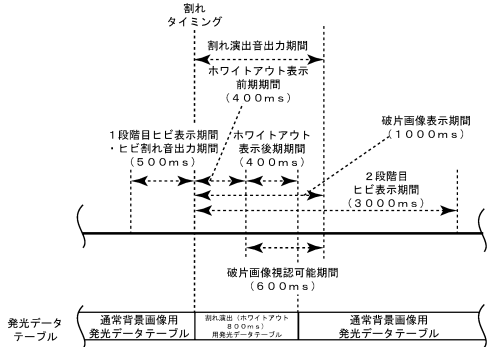 割れ
タイミング
割れ演出音出力期間
ホワイトアウト表示
前期期間
(400ms)
1段階目ヒビ表示期間
・ヒビ割れ音出力期間
(500ms)
ホワイトアウト
表示後期期間
(400ms)
破片画像表示期間
(1000ms)
2段階目
ヒビ表示期間
(3000ms)
破片画像視認可能期間
(600ms)
発光データ
テーブル
通常背景画像用
発光データテーブル
割れ演出(ホワイトアウト
800ms)
用発光データテーブル
通常背景画像用
発光データテーブル